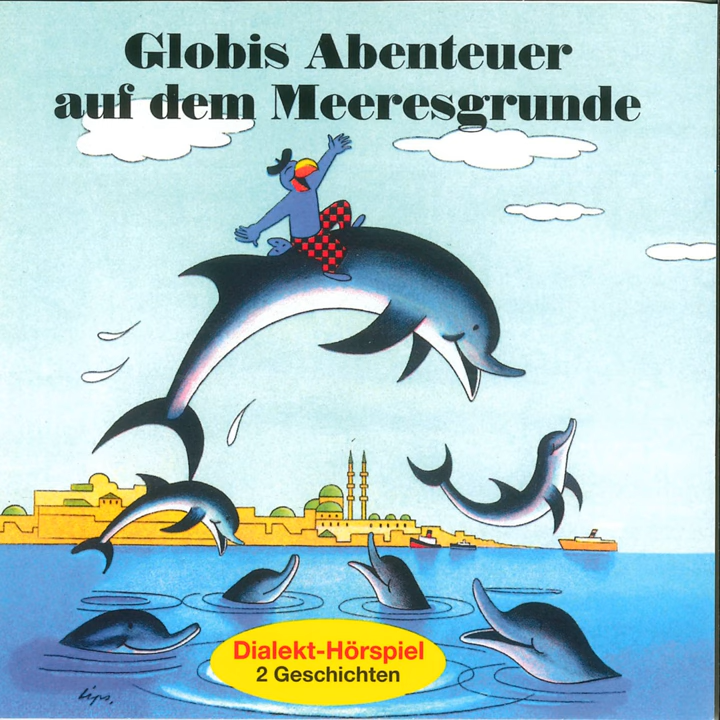 Globis Abenteuer
auf dem Meeresgrunde
Dialekt-Hörspiel
2 Geschichten
Lips.